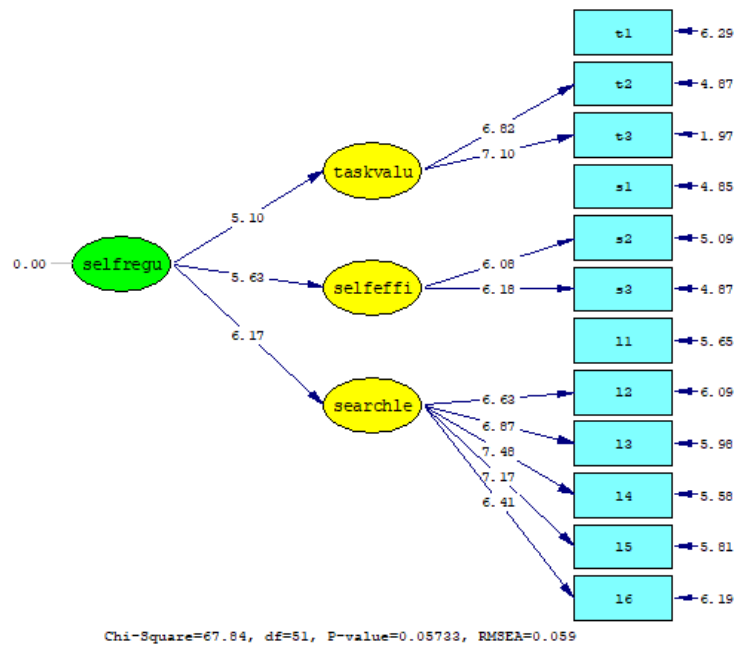 t1
6.29
t2
4.87
6.82
t3
1.97
7.10
taskvalu
s1
4.85
5.10
s2
5.09
0.00
selfregu
6.08
5.63
selfeffi
6.18
s3
4.87
6.17
l1
5.65
l2
6.09
6.63
searchle
6.87
l3
5.98
7.48
7.17
l4
5.58
6.41
l5
5.81
l6
6.19
Chi-Square=67.84, df=51, P-value=0.05733, RMSEA=0.059